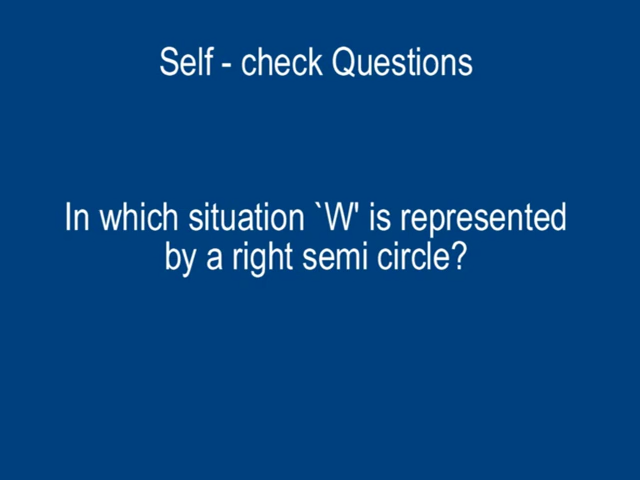 Self - check Questions
In which situation `W' is represented
by a right semi circle?